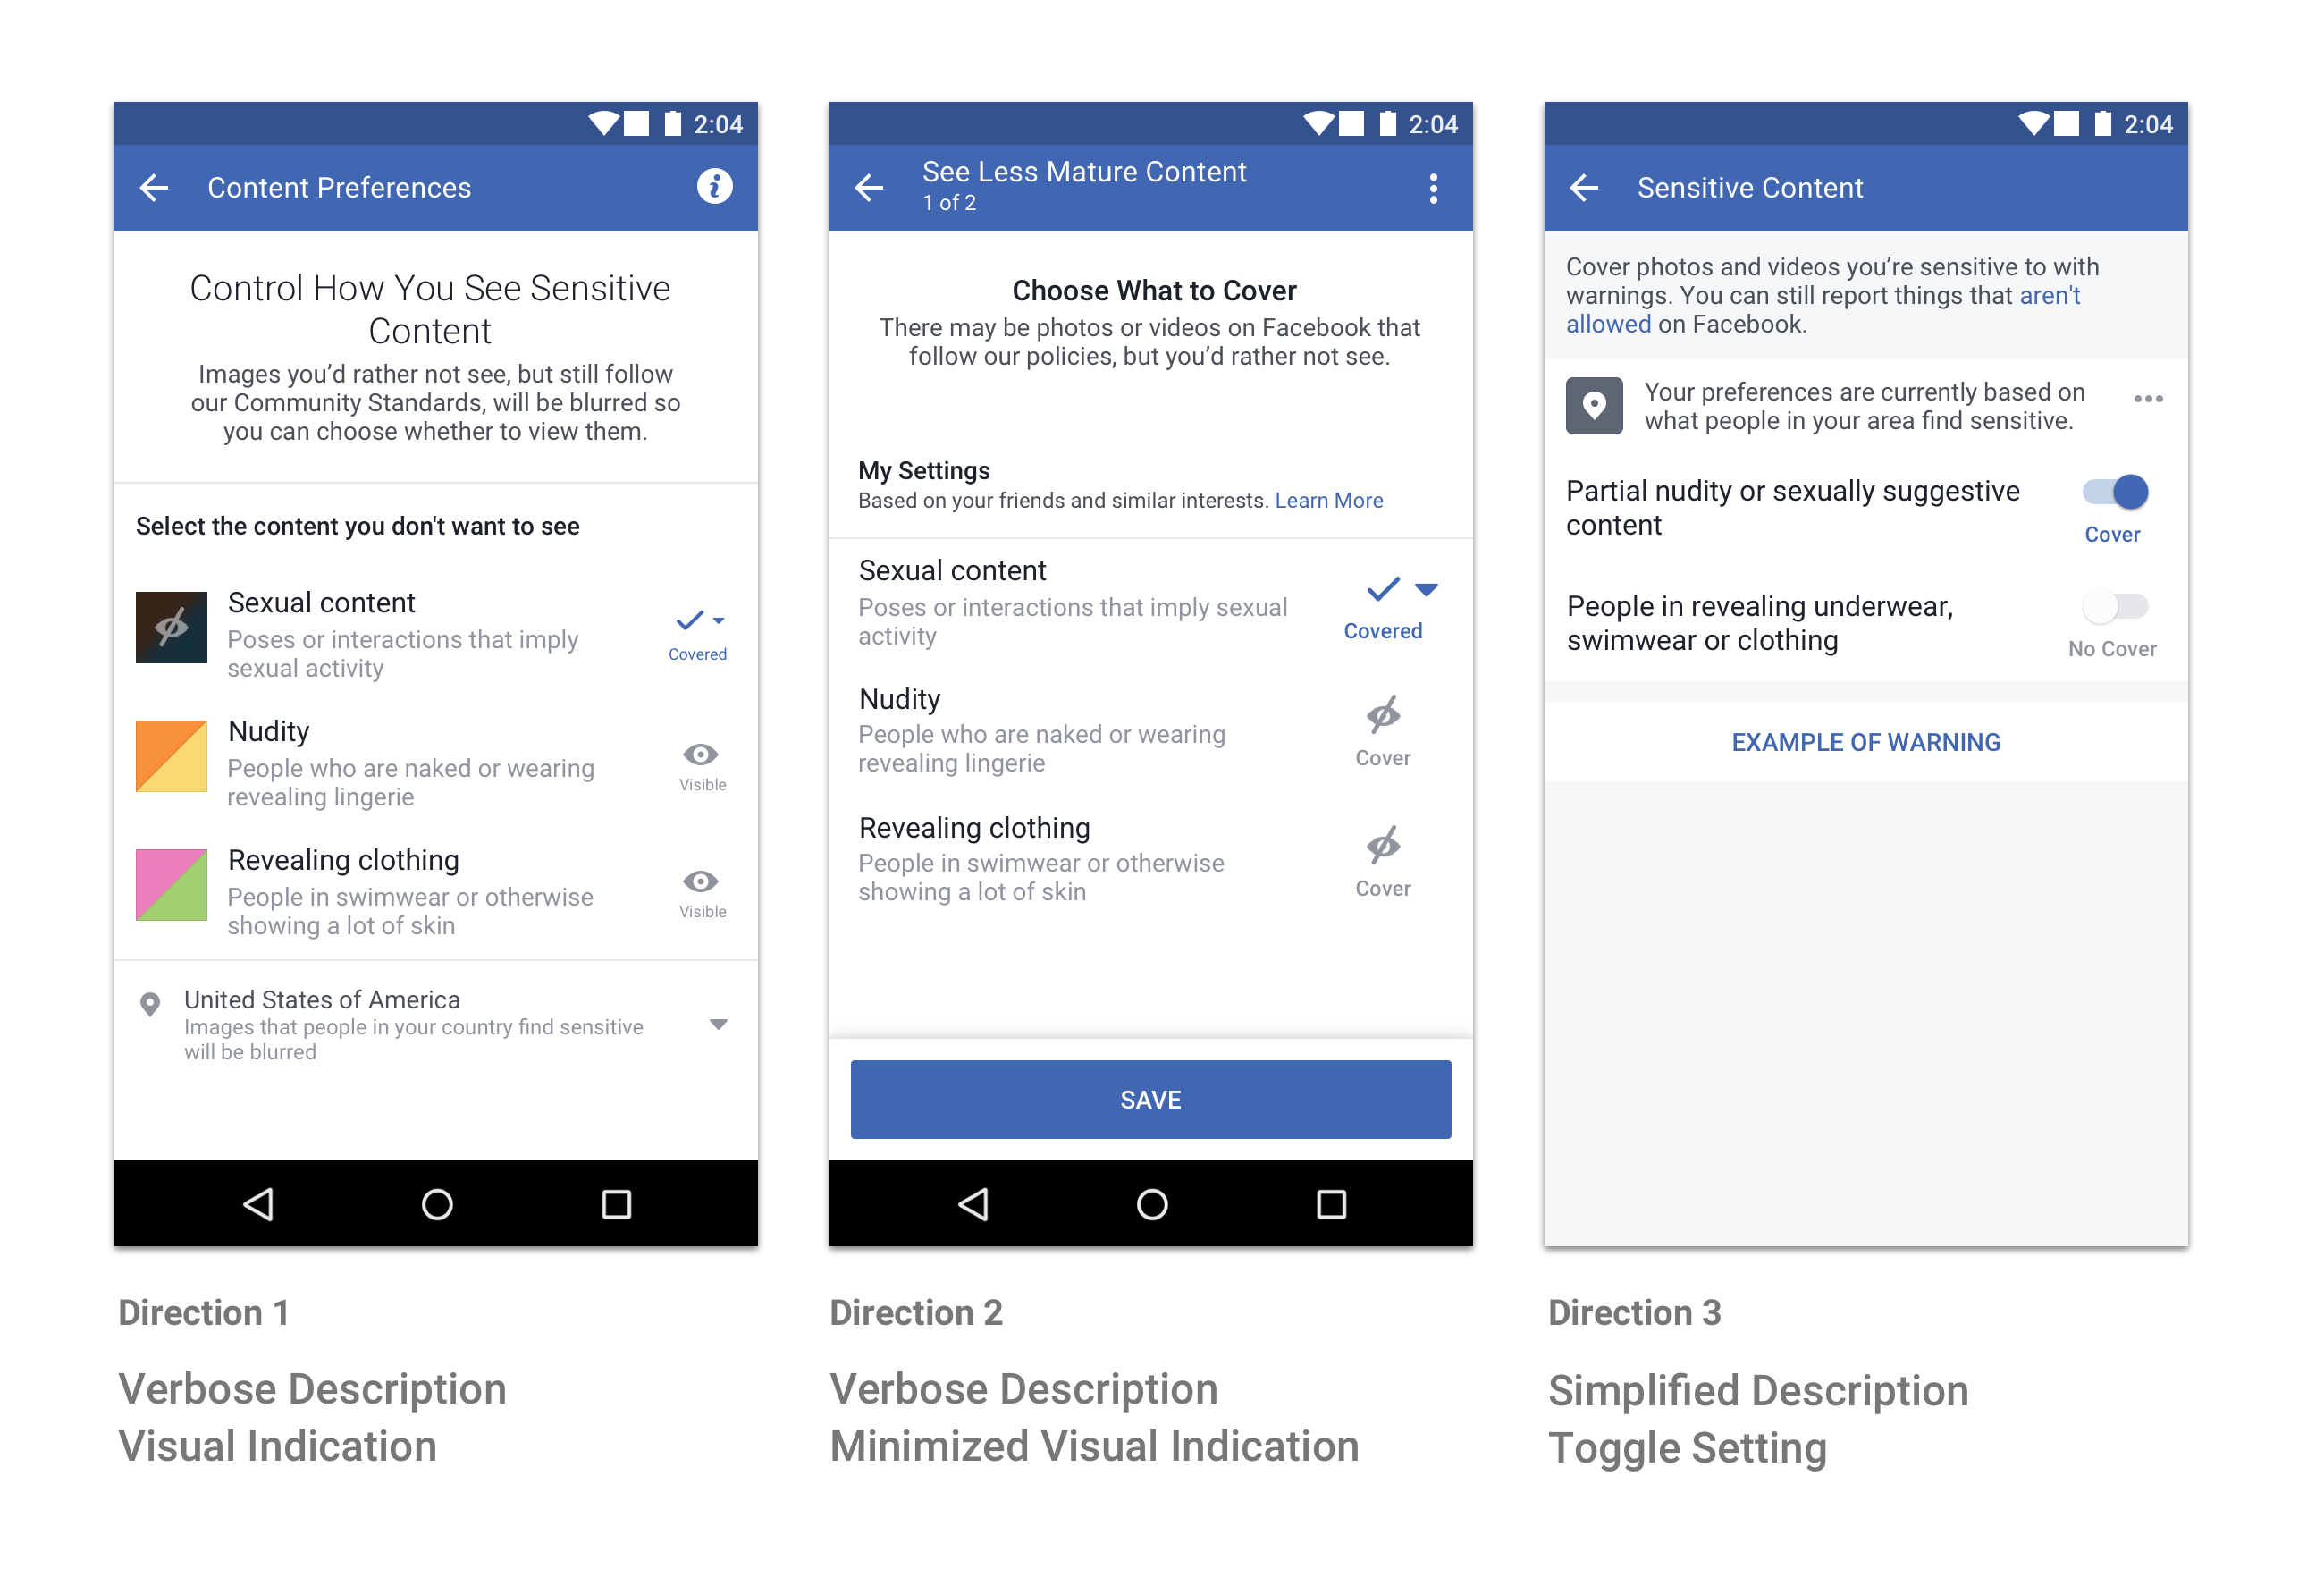 2:04
Content Preferences
Control How You See Sensitive
Content
Images you’d rather not see, but still follow
our Community Standards, will be blurred so
you can choose whether to view them.
Select the content you don't want to see
Sexual content
Poses or interactions that imply
sexual activity
Covered
Nudity
People who are naked or wearing
revealing lingerie
Visible
Revealing clothing
People in swimwear or otherwise
showing a lot of skin
Visible
United States of America
Images that people in your country find sensitive
will be blurred
Direction 1
Verbose Description
Visual Indication
2:04
See Less Mature Content
1 of 2
Choose What to Cover
There may be photos or videos on Facebook that
follow our policies, but you’d rather not see.
My Settings
Based on your friends and similar interests. Learn More
Sexual content
Poses or interactions that imply sexual
activity
Covered
Nudity
People who are naked or wearing
revealing lingerie
Cover
Revealing clothing
People in swimwear or otherwise
showing a lot of skin
Cover
SAVE
Direction 2
Verbose Description
Minimized Visual Indication
2:04
Sensitive Content
Cover photos and videos you’re sensitive to with
warnings. You can still report things that aren't
allowed on Facebook.
Your preferences are currently based on
what people in your area find sensitive.
Partial nudity or sexually suggestive
content
Cover
People in revealing underwear,
swimwear or clothing
No Cover
EXAMPLE OF WARNING
Direction 3
Simplified Description
Toggle Setting